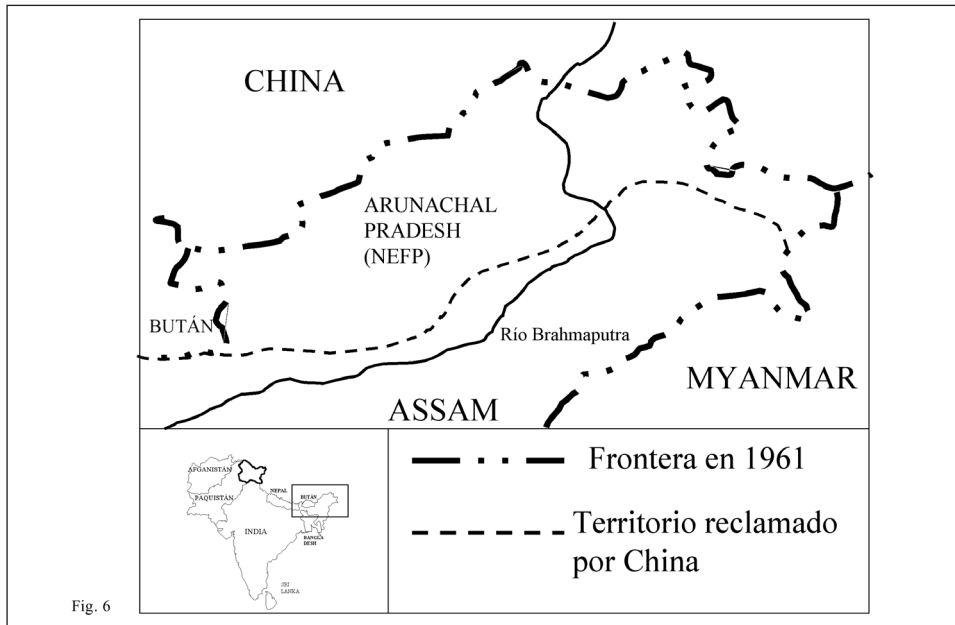 CHINA
ARUNACHAL
PRADESH
(NEFP)
BUTÁN
Río Brahmaputra
MYANMAR
ASSAM
AFGANISTÁN
PAQUISTÁN
NEPAL
BUTÁN
INDIA
BANGLA
DESH
SRI
LANKA
Frontera en 1961
Territorio reclamado
por China
Fig. 6